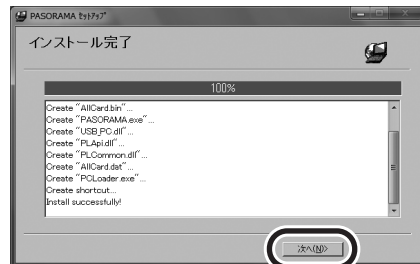 PASORAMA ｾｯﾄｱｯﾌﾟ
インストール完了
100%
Create "AllCard.bin"...
Create "PASORAMA.exe"...
Create "USB_PC.dll"...
Create "PLApi.dll"...
Create "PLCommon.dll"...
Create "AllCard.dat"...
Create "PCLoader.exe"...
Create shortcut...
Install successfully!
次へ(N)>